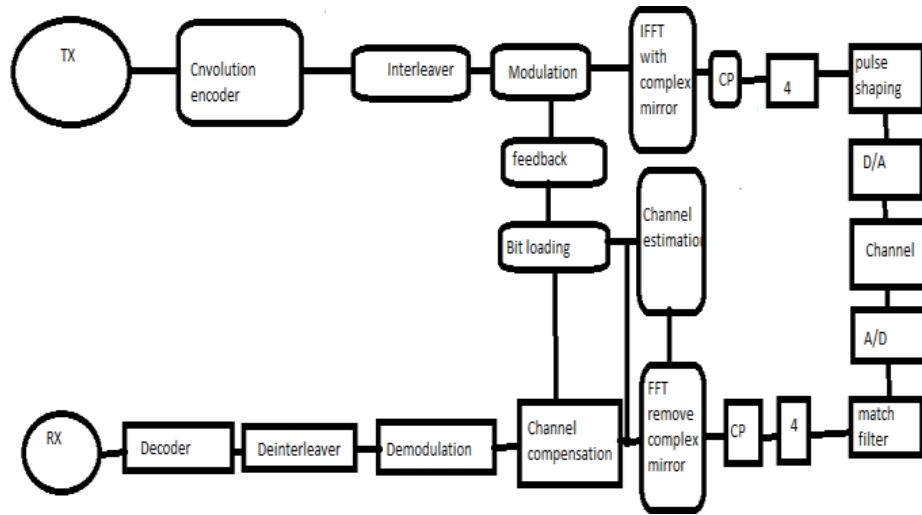 TX
Cnvolution
encoder
Interleaver
Modulation
IFFT
with
complex
mirror
CP
4
pulse
shaping
feedback
D/A
Bit loading
Channel
estimation
Channel
A/D
RX
Decoder
Deinterleaver
Demodulation
Channel
compensation
FFT
remove
complex
mirror
CP
4
match
filter